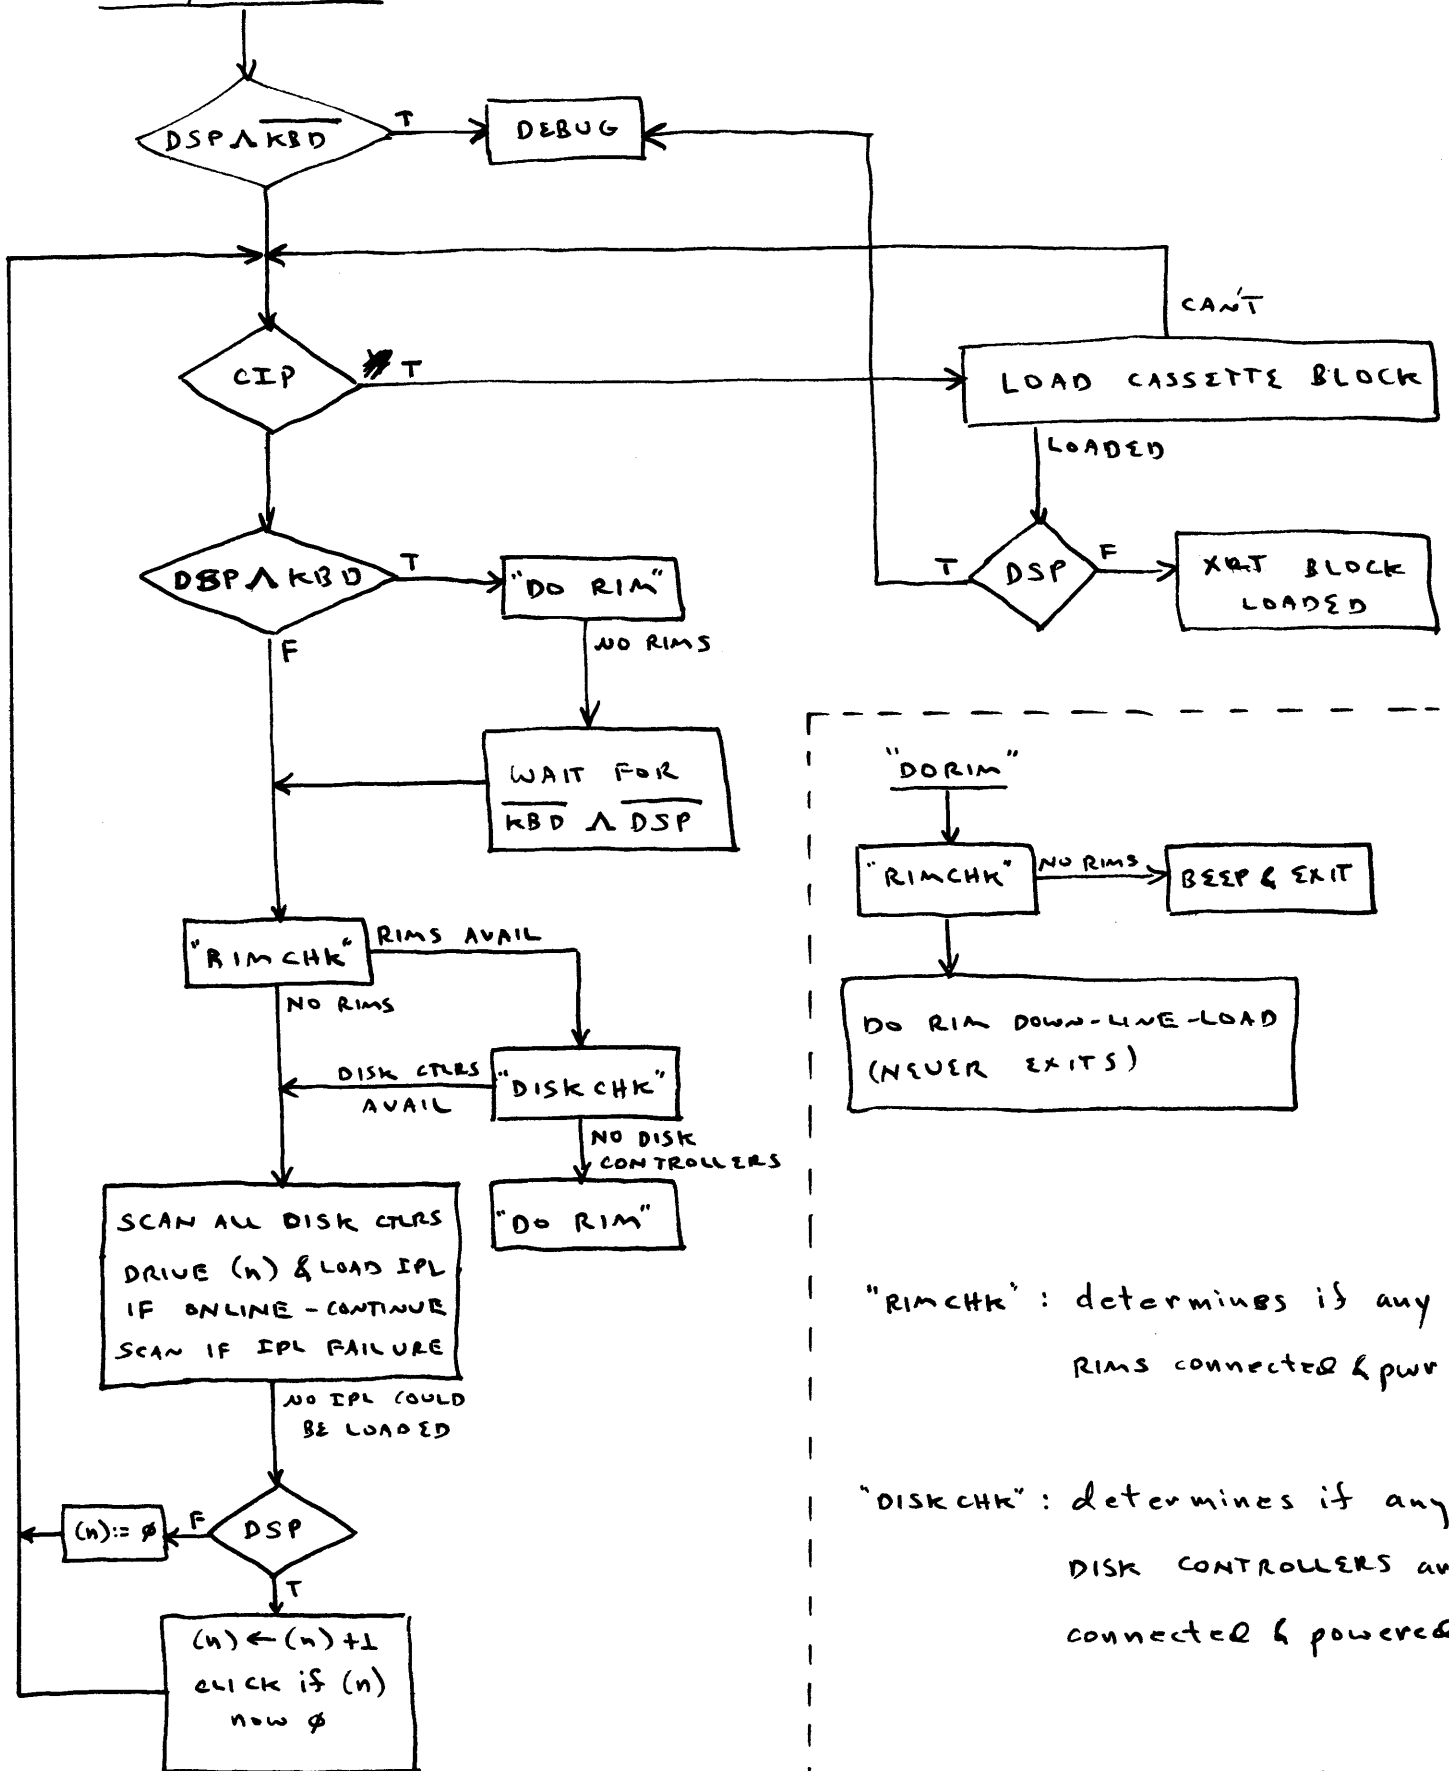 DSP Λ K̅B̅D̅
T
DEBUG
CAN'T
CIP
T
LOAD CASSETTE BLOCK
LOADED
DSP Λ KBD
T
"DO RIM"
T
DSP
F
XRT BLOCK
LOADED
F
NO RIMS
WAIT FOR
K̅B̅D̅ Λ D̅S̅P̅
"DORIM"
"RIMCHK"
NO RIMS
BEEP & EXIT
DO RIM DOWN-LINE-LOAD
(NEVER EXITS)
"RIMCHK"
RIMS AVAIL
NO RIMS
DISK CTLRS
AVAIL
"DISKCHK"
NO DISK
CONTROLLERS
"DO RIM"
SCAN ALL DISK CTLRS
DRIVE (n) & LOAD IPL
IF ONLINE - CONTINUE
SCAN IF IPL FAILURE
NO IPL COULD
BE LOADED
"RIMCHK": determines if any
RIMS connected & pwr
"DISKCHK": determines if any
DISK CONTROLLERS
connected & powered
(n):= ø
F
DSP
T
(n) ← (n) +1
CLICK if (n)
now ø